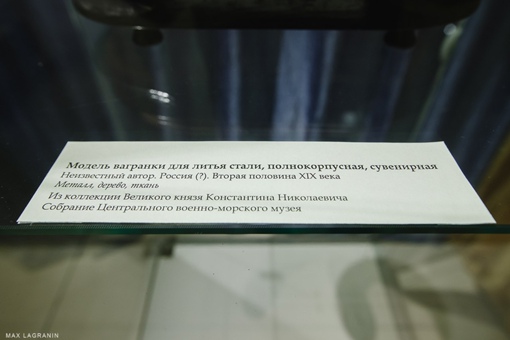 Модель вагранки для литья стали, полнокорпусная, сувенирная
Неизвестный автор. Россия (?). Вторая половина XIX века
Металл, дерево, ткань
Из коллекции Великого князя Константина Николаевича
Собрание Центрального военно-морского музея
MAX LAGRANIN